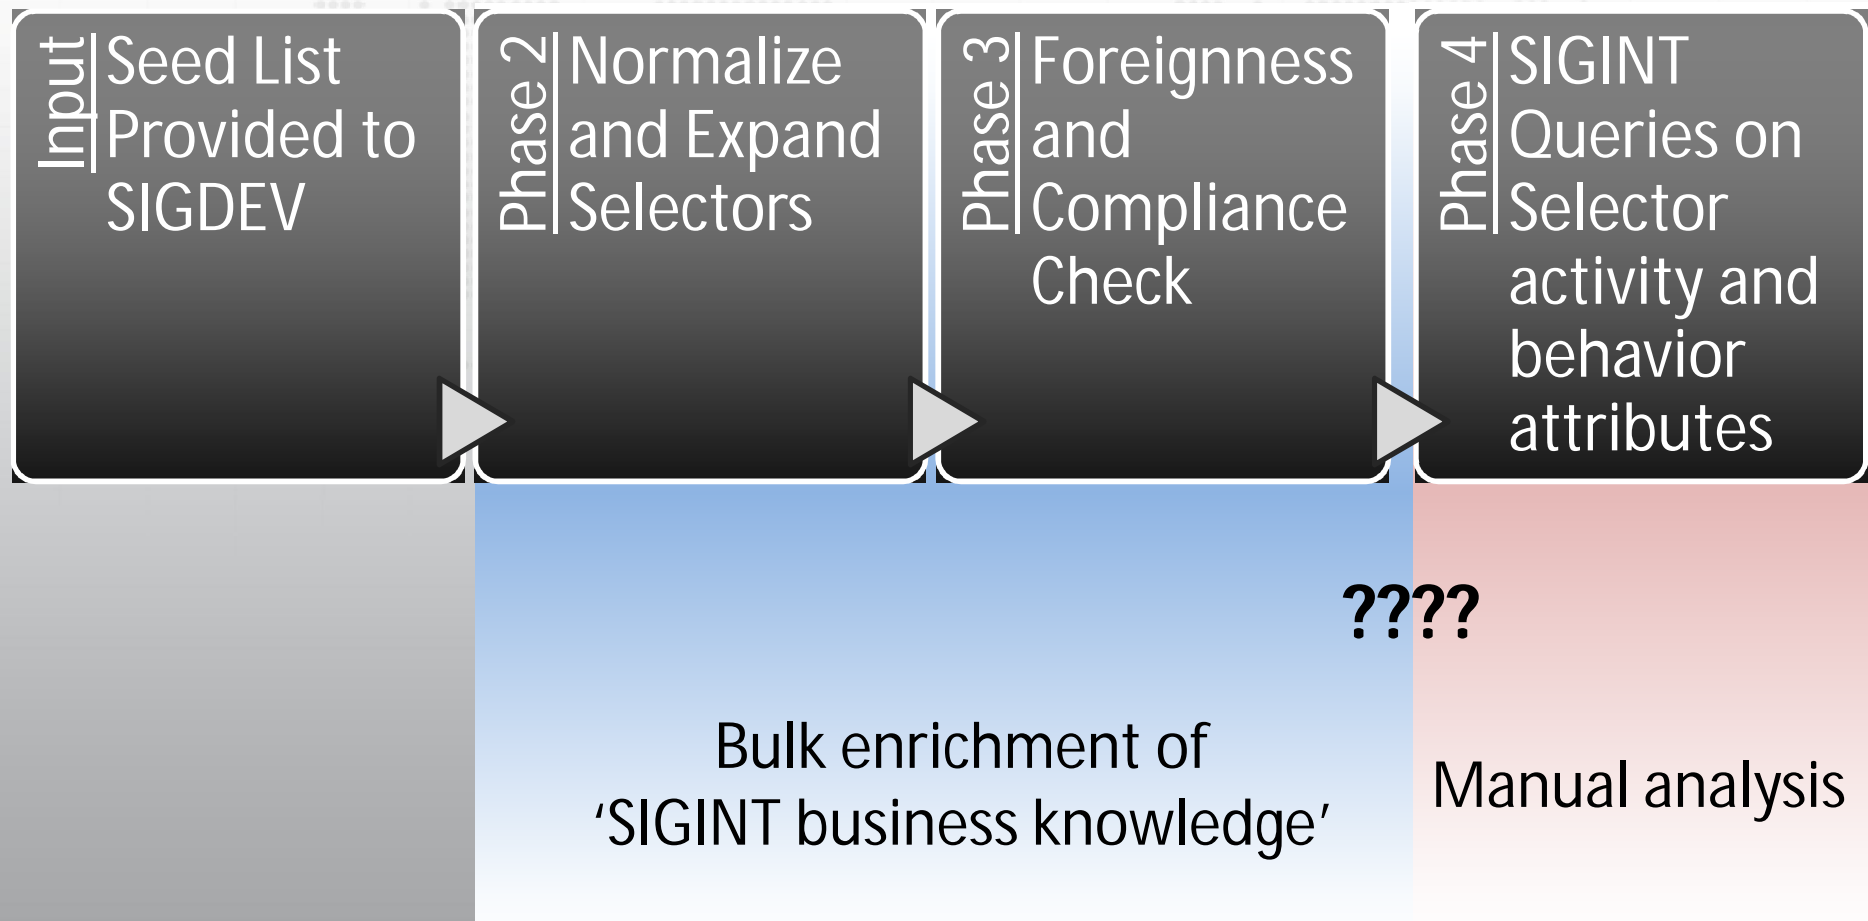 Input
Seed List
Provided to
SIGDEV
Phase 2
Normalize
and Expand
Selectors
Phase 3
Foreignness
and
Compliance
Check
Phase 4
SIGINT
Queries on
Selector
activity and
behavior
attributes
????
Bulk enrichment of
‘SIGINT business knowledge’
Manual analysis